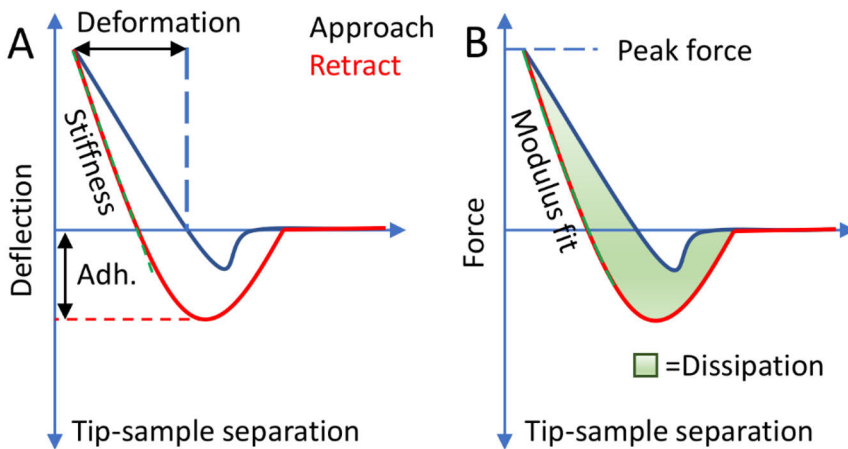 A
Deformation
Approach
Retract
Stiffness
Deflection
Adh.
Tip-sample separation
B
Peak force
Modulus fit
Force
=Dissipation
Tip-sample separation